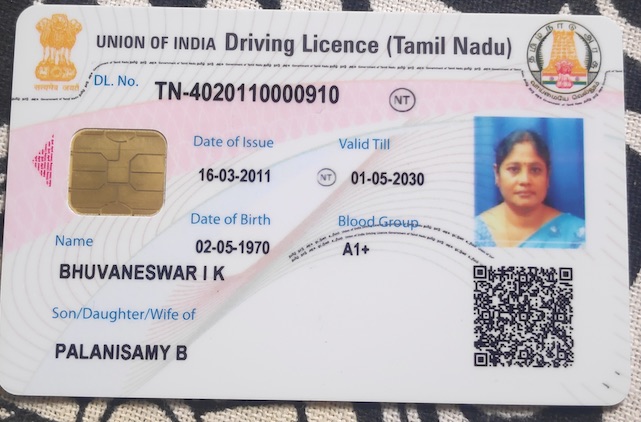 UNION OF INDIA Driving Licence (Tamil Nadu)
DL. No. TN-4020110000910 NT
Date of Issue Valid Till
16-03-2011 NT 01-05-2030
Date of Birth Blood Group
02-05-1970 A1+
Name
BHUVANESWAR I K
Son/Daughter/Wife of
PALANISAMY B